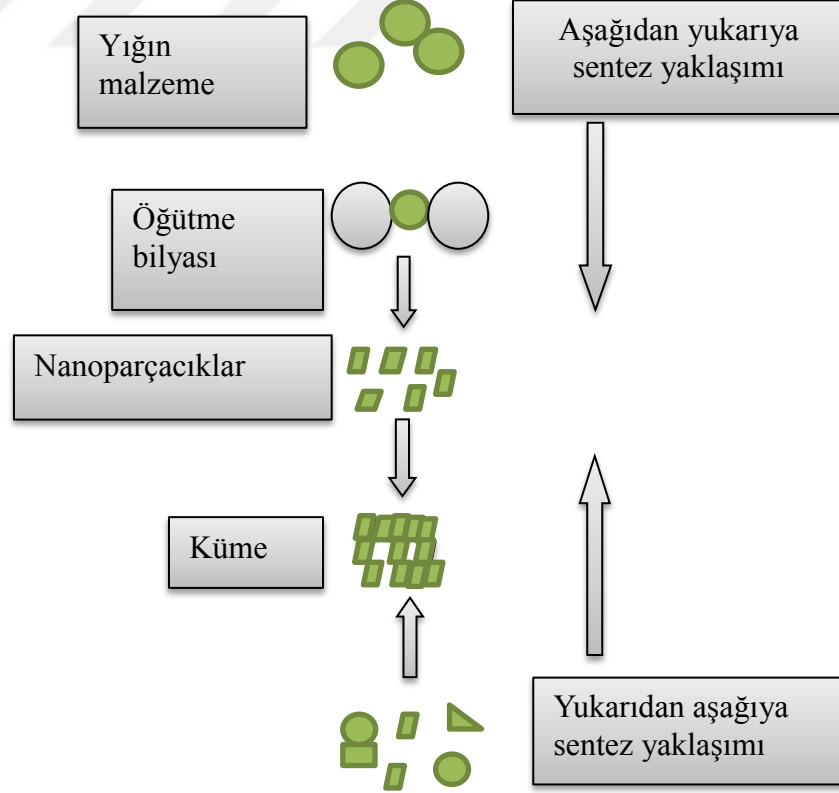 Yığın
malzeme
Aşağıdan yukarıya
sentez yaklaşımı
Öğütme
bilyası
Nanoparçacıklar
Küme
Yukarıdan aşağıya
sentez yaklaşımı